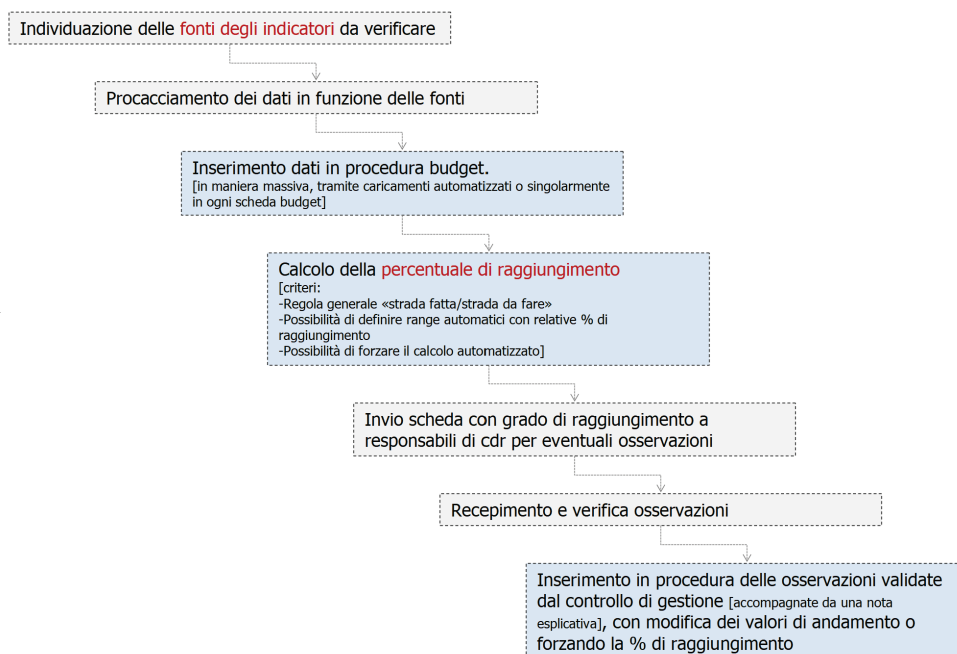 Individuazione delle fonti degli indicatori da verificare
Procacciamento dei dati in funzione delle fonti
Inserimento dati in procedura budget.
[in maniera massiva, tramite caricamenti automatizzati o singolarmente
in ogni scheda budget]
Calcolo della percentuale di raggiungimento
[criteri:
-Regola generale «strada fatta/strada da fare»
-Possibilità di definire range automatici con relative % di
raggiungimento
-Possibilità di forzare il calcolo automatizzato]
Invio scheda con grado di raggiungimento a
responsabili di cdr per eventuali osservazioni
Recepimento e verifica osservazioni
Inserimento in procedura delle osservazioni validate
dal controllo di gestione [accompagnate da una nota
esplicativa], con modifica dei valori di andamento o
forzando la % di raggiungimento